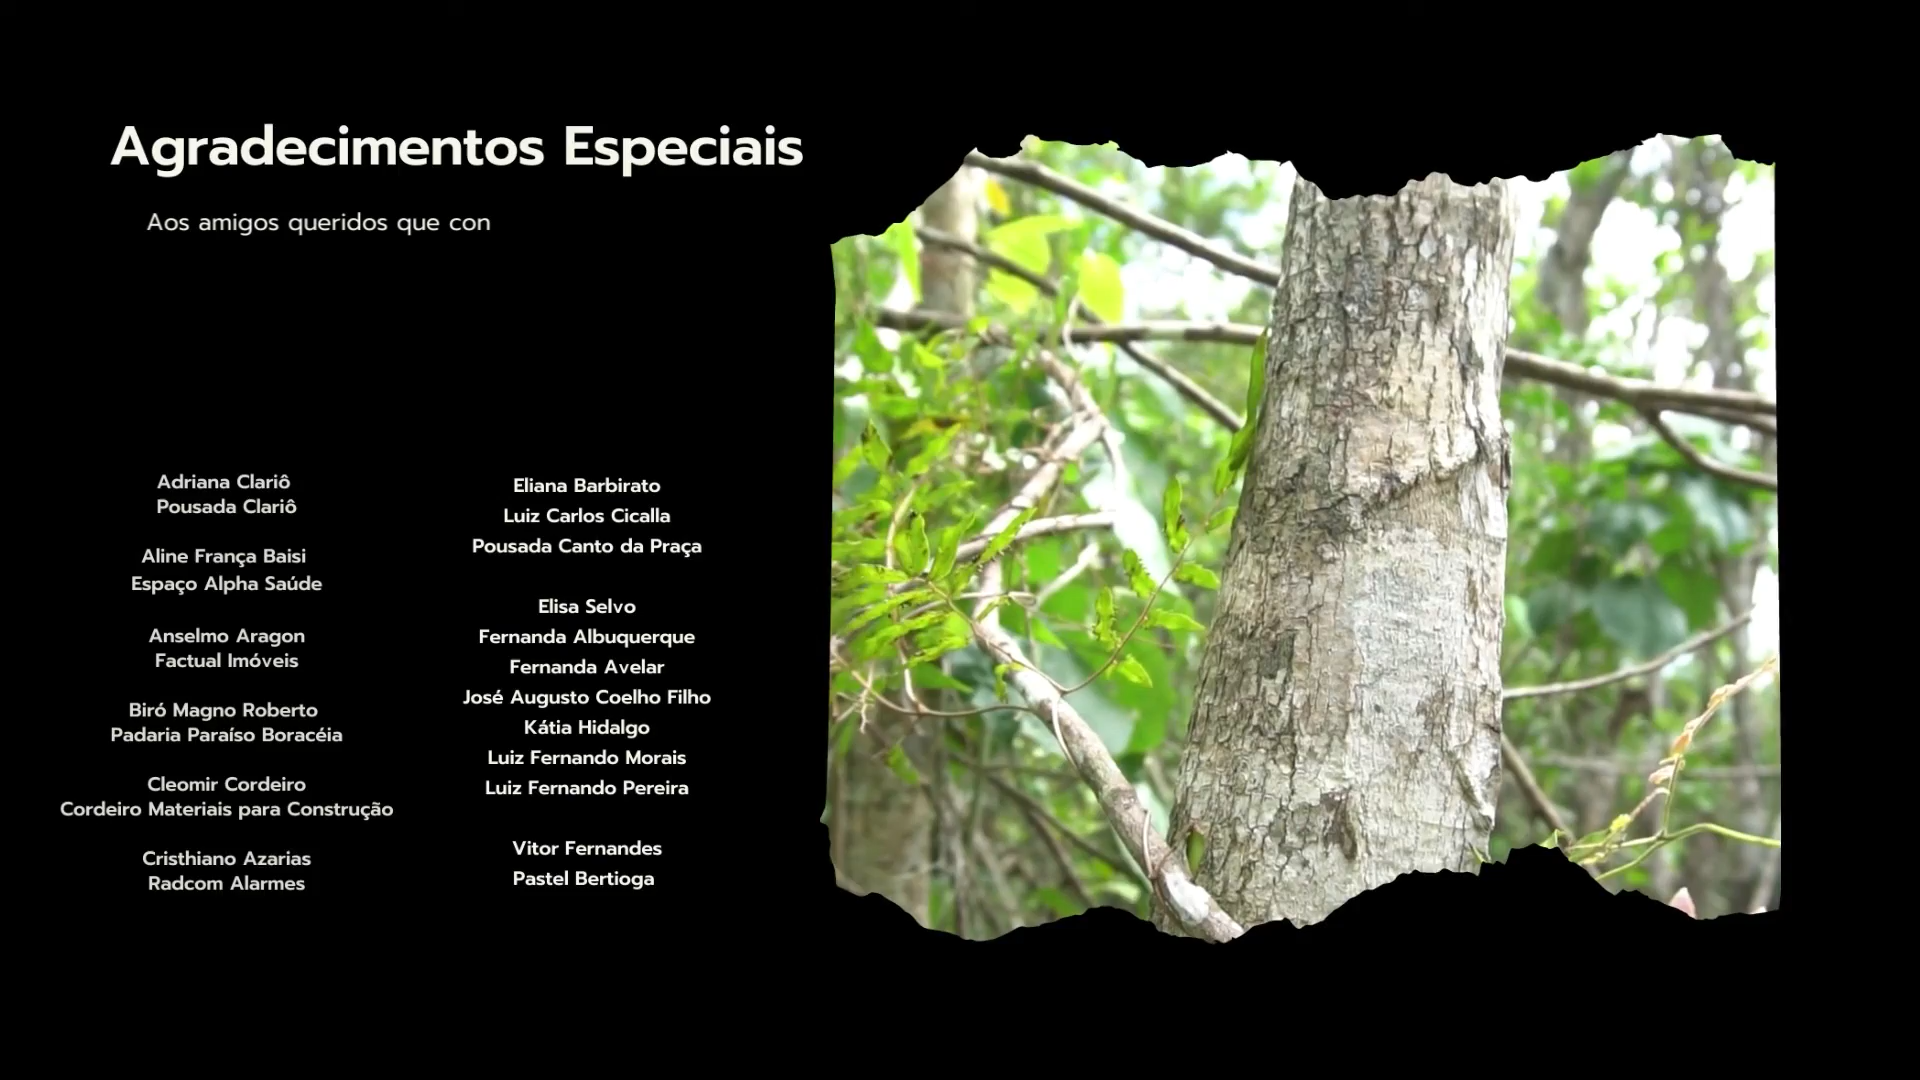 Agradecimentos Especiais
Aos amigos queridos que con
Adriana Clariô
Pousada Clariô
Aline França Baisi
Espaço Alpha Saúde
Anselmo Aragon
Factual Imóveis
Biró Magno Roberto
Padaria Paraíso Boracéia
Cleomir Cordeiro
Cordeiro Materiais para Construção
Cristhiano Azarias
Radcom Alarmes
Eliana Barbirato
Luiz Carlos Cicalla
Pousada Canto da Praça
Elisa Selvo
Fernanda Albuquerque
Fernanda Avelar
José Augusto Coelho Filho
Kátia Hidalgo
Luiz Fernando Morais
Luiz Fernando Pereira
Vitor Fernandes
Pastel Bertioga